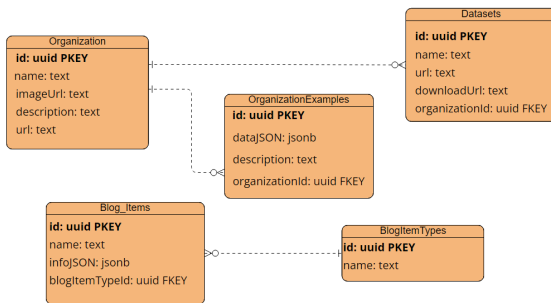 Organization
id: uuid PKEY
name: text
imageUrl: text
description: text
url: text
Datasets
id: uuid PKEY
name: text
url: text
downloadUrl: text
organizationId: uuid FKEY
OrganizationExamples
id: uuid PKEY
dataJSON: jsonb
description: text
organizationId: uuid FKEY
Blog_Items
id: uuid PKEY
name: text
infoJSON: jsonb
blogItemTypeId: uuid FKEY
BlogItemTypes
id: uuid PKEY
name: text